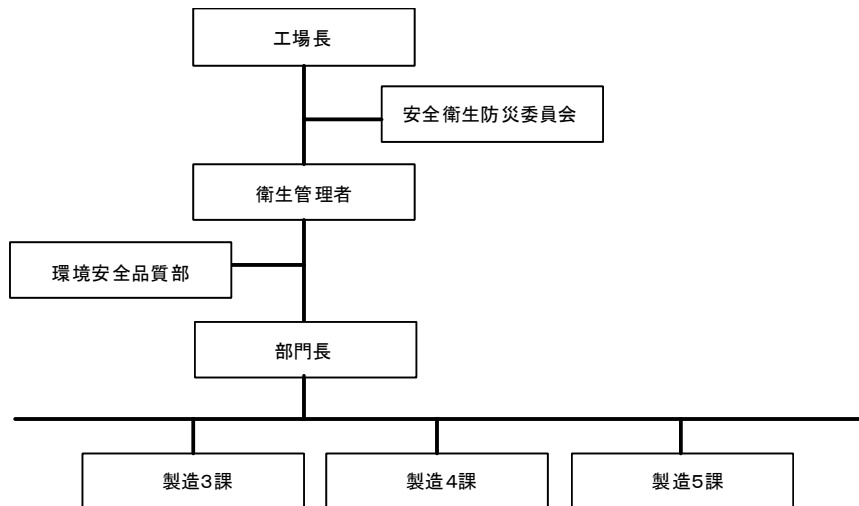 工場長
安全衛生防災委員会
衛生管理者
環境安全品質部
部門長
製造3課
製造4課
製造5課